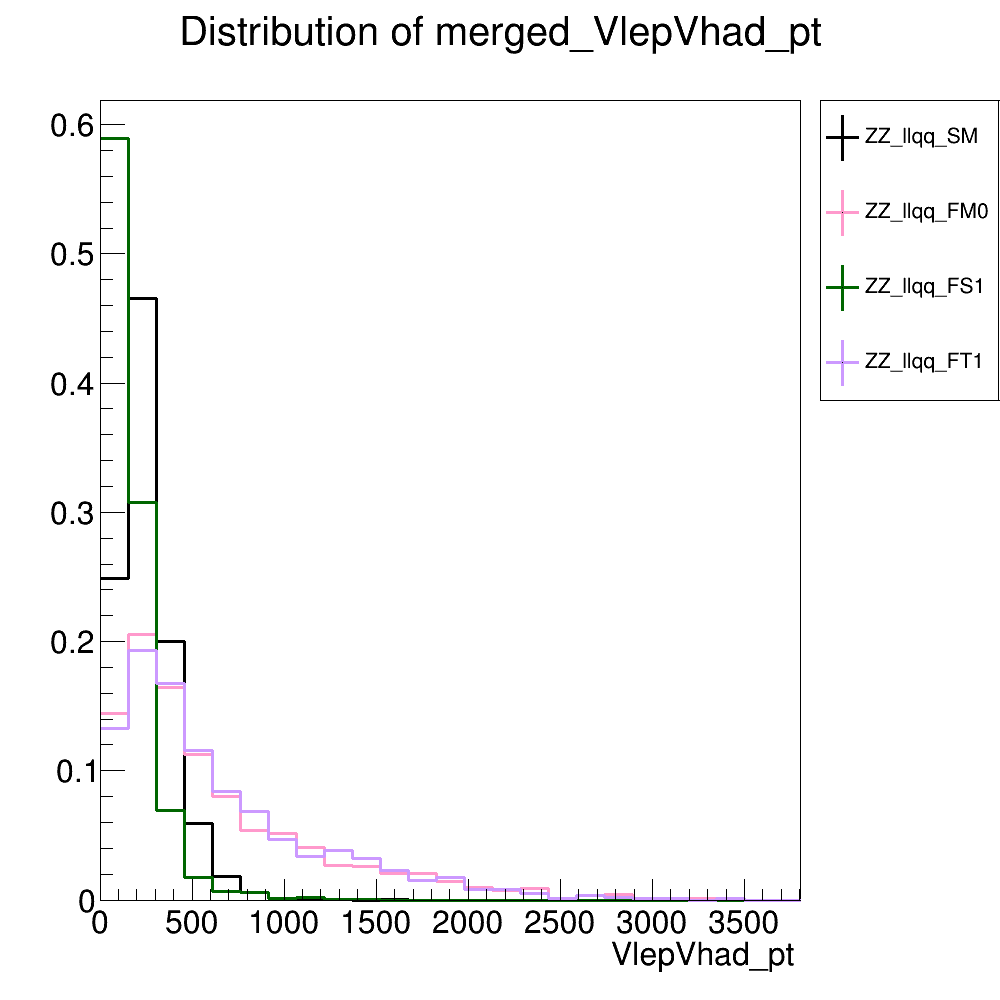 Distribution of merged_VlepVhad_pt
0.6
0.5
0.4
0.3
0.2
0.1
0
0 500 1000 1500 2000 2500 3000 3500
VlepVhad_pt
ZZ_llqq_SM
ZZ_llqq_FM0
ZZ_llqq_FS1
ZZ_llqq_FT1